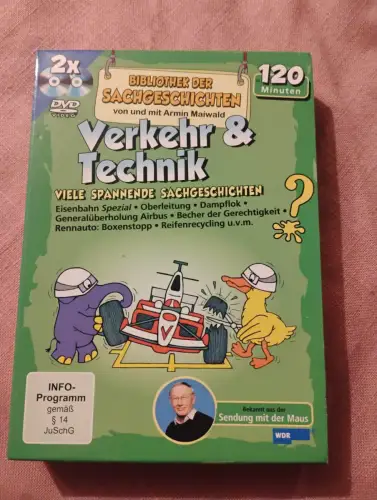 2x
DVD
VIDEO
BIBLIOTHEK DER
SACHGESCHICHTEN
von und mit Armin Maiwald
120
Minuten
Verkehr &
Technik
VIELE SPANNENDE SACHGESCHICHTEN
?
Eisenbahn Spezial • Oberleitung • Dampflok •
Generalüberholung Airbus • Becher der Gerechtigkeit •
Rennauto: Boxenstopp • Reifenrecycling u.v.m.
INFO-
Programm
gemäß
§ 14
JuSchG
Bekannt aus der
Sendung mit der Maus
WDR